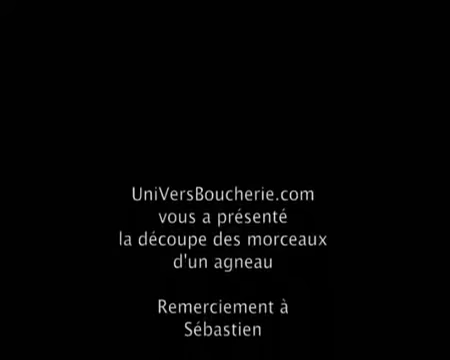 UniVersBoucherie.com
vous a présenté
la découpe des morceaux
d'un agneau
Remerciement à
Sébastien